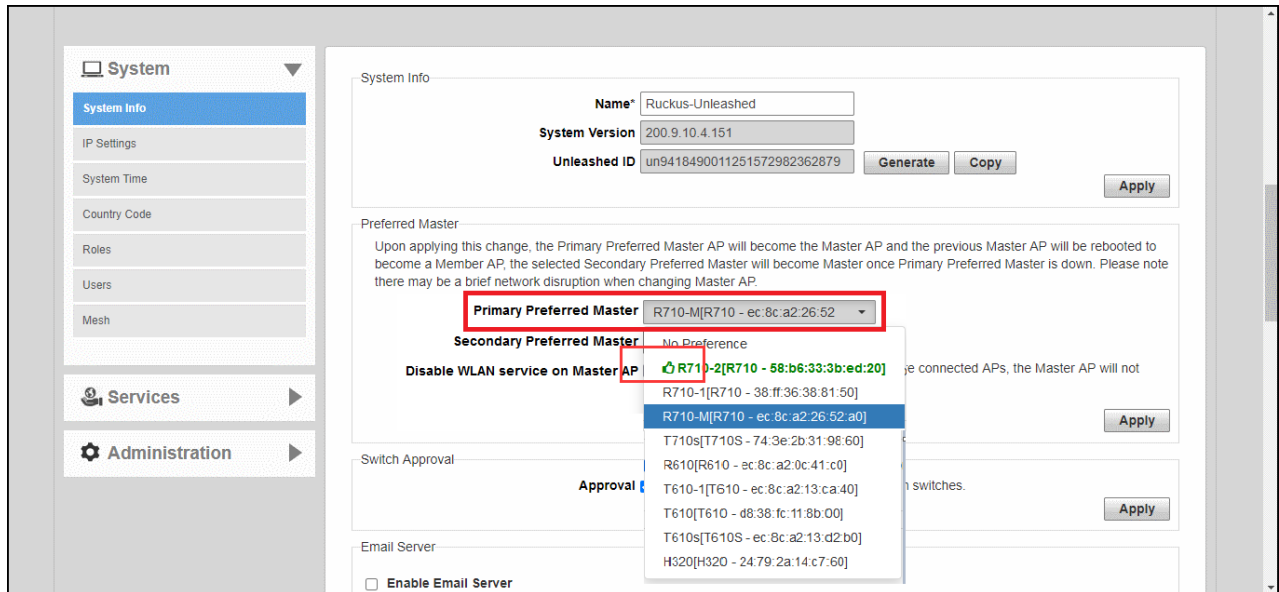 System
System Info
IP Settings
System Time
Country Code
Roles
Users
Mesh
Services
Administration
System Info
Name* Ruckus-Unleashed
System Version 200.9.10.4.151
Unleashed ID un9418490011251572982362879 Generate Copy
Apply
Preferred Master
Upon applying this change, the Primary Preferred Master AP will become the Master AP and the previous Master AP will be rebooted to
become a Member AP, the selected Secondary Preferred Master will become Master once Primary Preferred Master is down. Please note
there may be a brief network disruption when changing Master AP.
Primary Preferred Master R710-M[R710 - ec:8c:a2:26:52
Secondary Preferred Master
No Preference
Disable WLAN service on Master AP
R710-2[R710 - 58:b6:33:3b:ed:20]
connected APs, the Master AP will not
R710-1[R710 - 38:ff:36:38:81:50]
R710-M[R710 - ec:8c:a2:26:52:a0]
Apply
T710s[T710S - 74:3e:2b:31:98:60]
Switch Approval
R610[R610 - ec:8c:a2:0c:41:c0]
Approval
T610-1[T610 - ec:8c:a2:13:ca:40]
switches.
T610[T610 - d8:38:fc:11:8b:00]
Apply
T610s[T610S - ec:8c:a2:13:d2:b0]
Email Server
H320[H320 - 24:79:2a:14:c7:60]
Enable Email Server